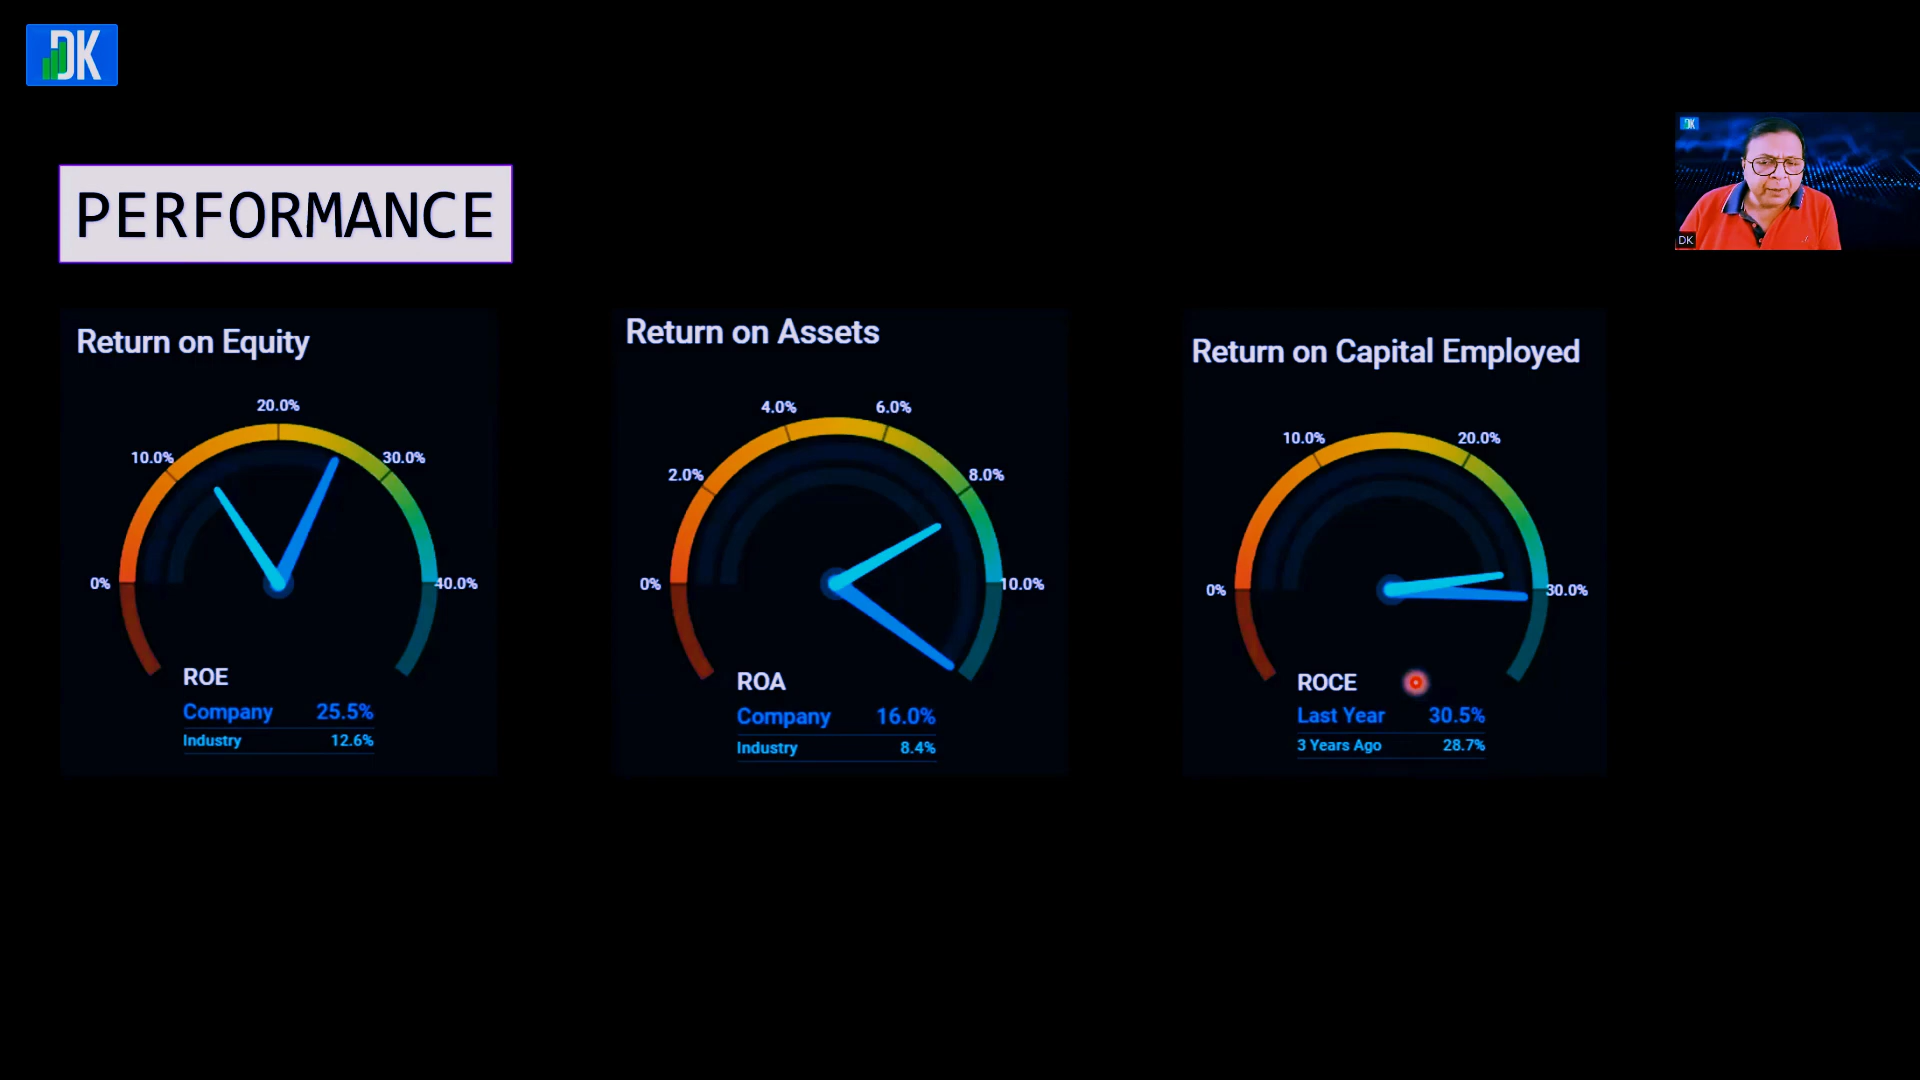 DK
DK
DK
PERFORMANCE
Return on Equity
20.0%
10.0%
30.0%
0%
40.0%
ROE
Company 25.5%
Industry 12.6%
Return on Assets
4.0%
6.0%
2.0%
8.0%
0%
10.0%
ROA
Company 16.0%
Industry 8.4%
Return on Capital Employed
10.0%
20.0%
0%
30.0%
ROCE
Last Year 30.5%
3 Years Ago 28.7%